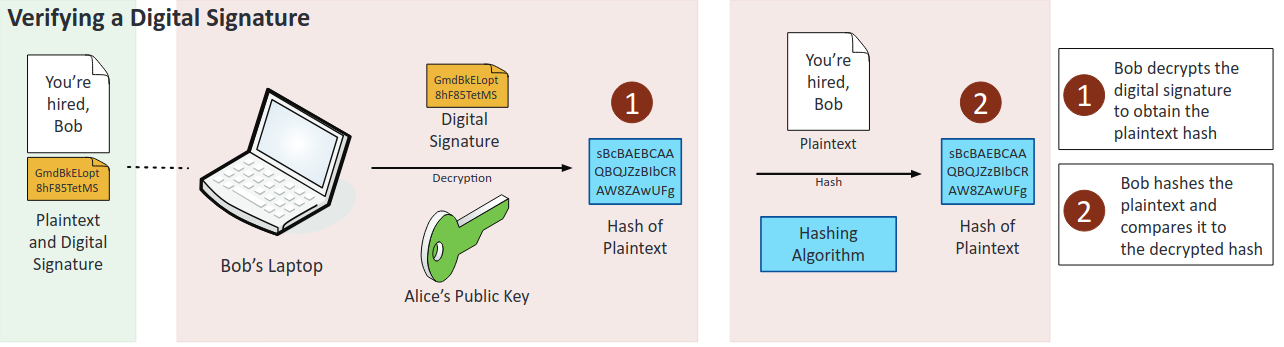 Verifying a Digital Signature
You're
hired,
Bob
GmdBkELopt
8hF85TetMS
Plaintext
and Digital
Signature
Bob's Laptop
GmdBkELopt
8hF85TetMS
Digital
Signature
Decryption
Alice's Public Key
1
sBcBAEBCAA
QBQJZzBIbCR
AW8ZAwUFg
Hash of
Plaintext
You're
hired,
Bob
Plaintext
Hash
Hashing
Algorithm
2
sBcBAEBCAA
QBQJZzBIbCR
AW8ZAwUFg
Hash of
Plaintext
1
Bob decrypts the
digital signature
to obtain the
plaintext hash
2
Bob hashes the
plaintext and
compares it to
the decrypted hash